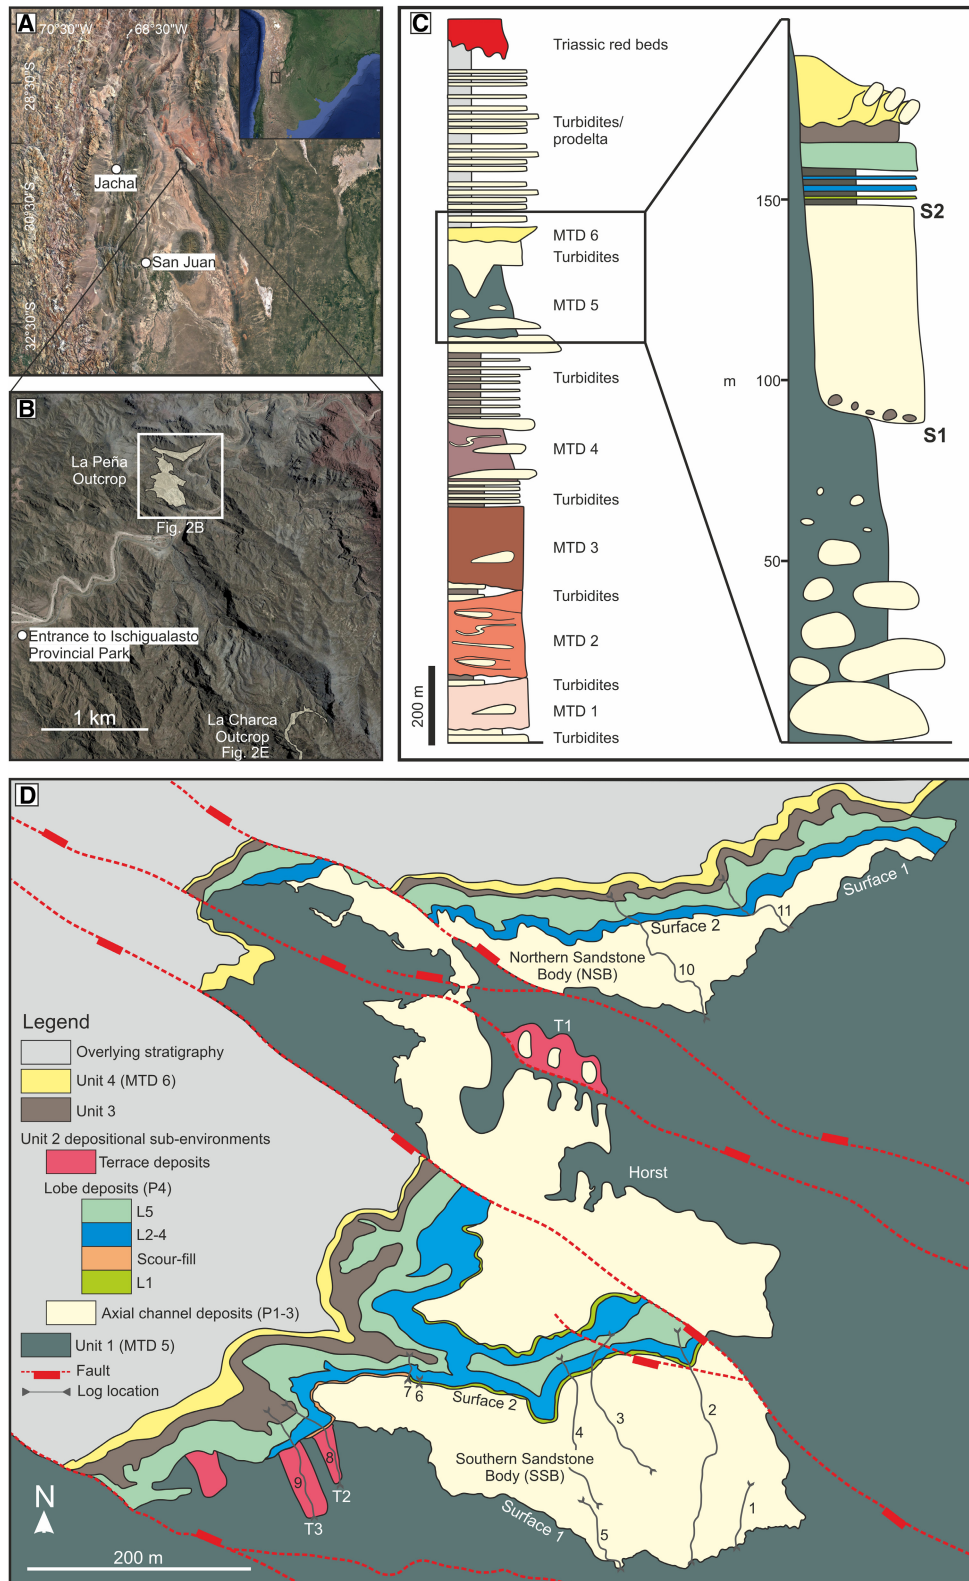 A
70°30"W
68°30"W
28°30"S
30°30"S
32°30"S
Jachal
San Juan
B
La Peña
Outcrop
Fig. 2B
Entrance to Ischigualasto
Provincial Park
1 km
La Charca
Outcrop
Fig. 2E
C
Triassic red beds
Turbidites/
prodelta
MTD 6
Turbidites
MTD 5
Turbidites
MTD 4
Turbidites
MTD 3
Turbidites
MTD 2
Turbidites
MTD 1
Turbidites
200 m
150
S2
m
100
S1
50
D
Surface 1
11
Surface 2
Northern Sandstone
Body (NSB)
10
T1
Horst
Legend
Overlying stratigraphy
Unit 4 (MTD 6)
Unit 3
Unit 2 depositional sub-environments
Terrace deposits
Lobe deposits (P4)
L5
L2-4
Scour-fill
L1
Axial channel deposits (P1-3)
Unit 1 (MTD 5)
Fault
Log location
7
6
Surface 2
2
3
4
8
9
T2
T3
Southern Sandstone
Body (SSB)
Surface 1
1
5
N
200 m